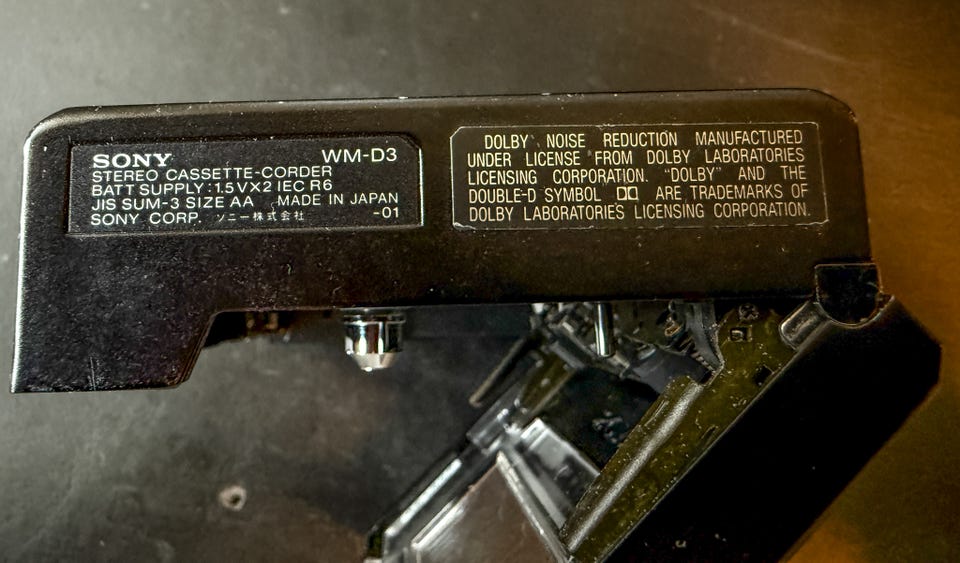 SONY WM-D3
STEREO CASSETTE-CORDER
BATT SUPPLY:1.5V×2 IEC R6
JIS SUM-3 SIZE AA MADE IN JAPAN
SONY CORP. ソニー株式会社 -01
DOLBY NOISE REDUCTION MANUFACTURED
UNDER LICENSE FROM DOLBY LABORATORIES
LICENSING CORPORATION. "DOLBY" AND THE
DOUBLE-D SYMBOL ARE TRADEMARKS OF
DOLBY LABORATORIES LICENSING CORPORATION.